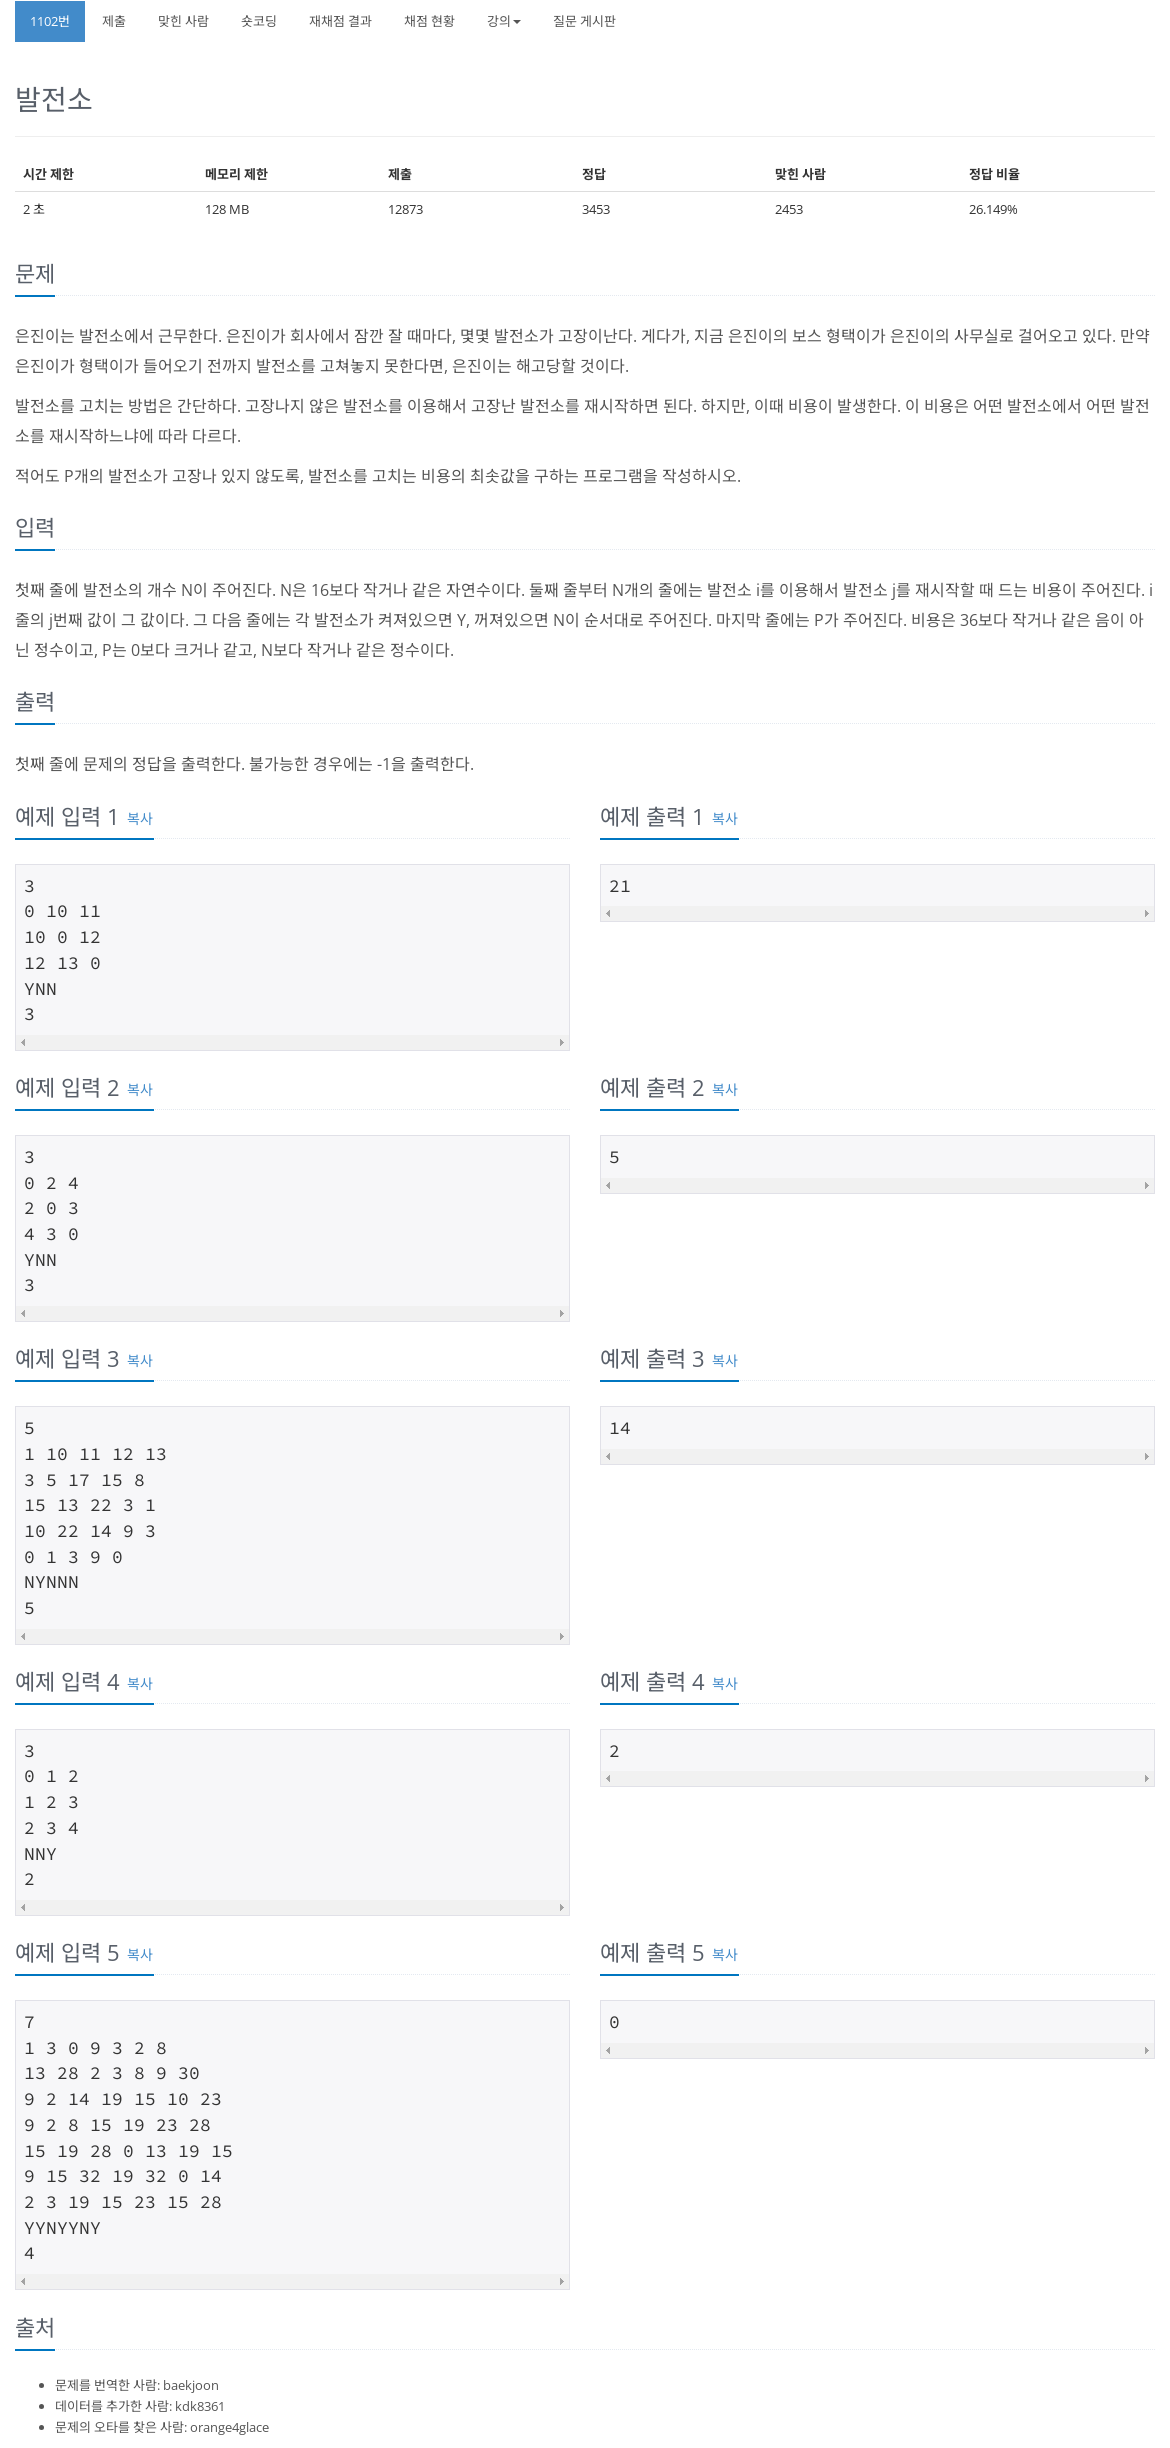 1102번 제출 맞힌 사람 숏코딩 재채점 결과 채점 현황 강의 질문 게시판
발전소
시간 제한 메모리 제한 제출 정답 맞힌 사람 정답 비율
2 초 128 MB 12873 3453 2453 26.149%
문제
은진이는 발전소에서 근무한다. 은진이가 회사에서 잠깐 잘 때마다, 몇몇 발전소가 고장이난다. 게다가, 지금 은진이의 보스 형택이가 은진이의 사무실로 걸어오고 있다. 만약
은진이가 형택이가 들어오기 전까지 발전소를 고쳐놓지 못한다면, 은진이는 해고당할 것이다.
발전소를 고치는 방법은 간단하다. 고장나지 않은 발전소를 이용해서 고장난 발전소를 재시작하면 된다. 하지만, 이때 비용이 발생한다. 이 비용은 어떤 발전소에서 어떤 발전
소를 재시작하느냐에 따라 다르다.
적어도 P개의 발전소가 고장나 있지 않도록, 발전소를 고치는 비용의 최솟값을 구하는 프로그램을 작성하시오.
입력
첫째 줄에 발전소의 개수 N이 주어진다. N은 16보다 작거나 같은 자연수이다. 둘째 줄부터 N개의 줄에는 발전소 i를 이용해서 발전소 j를 재시작할 때 드는 비용이 주어진다. i
줄의 j번째 값이 그 값이다. 그 다음 줄에는 각 발전소가 켜져있으면 Y, 꺼져있으면 N이 순서대로 주어진다. 마지막 줄에는 P가 주어진다. 비용은 36보다 작거나 같은 음이 아
닌 정수이고, P는 0보다 크거나 같고, N보다 작거나 같은 정수이다.
출력
첫째 줄에 문제의 정답을 출력한다. 불가능한 경우에는 -1을 출력한다.
예제 입력 1 복사
3
0 10 11
10 0 12
12 13 0
YNN
3
예제 출력 1 복사
21
예제 입력 2 복사
3
0 2 4
2 0 3
4 3 0
YNN
3
예제 출력 2 복사
5
예제 입력 3 복사
5
1 10 11 12 13
3 5 17 15 8
15 13 22 3 1
10 22 14 9 3
0 1 3 9 0
NYNNN
5
예제 출력 3 복사
14
예제 입력 4 복사
3
0 1 2
1 2 3
2 3 4
NNY
2
예제 출력 4 복사
2
예제 입력 5 복사
7
1 3 0 9 3 2 8
13 28 2 3 8 9 30
9 2 14 19 15 10 23
9 2 8 15 19 23 28
15 19 28 0 13 19 15
9 15 32 19 32 0 14
2 3 19 15 23 15 28
YYNYYNY
4
예제 출력 5 복사
0
출처
문제를 번역한 사람: baekjoon
데이터를 추가한 사람: kdk8361
문제의 오타를 찾은 사람: orange4glace